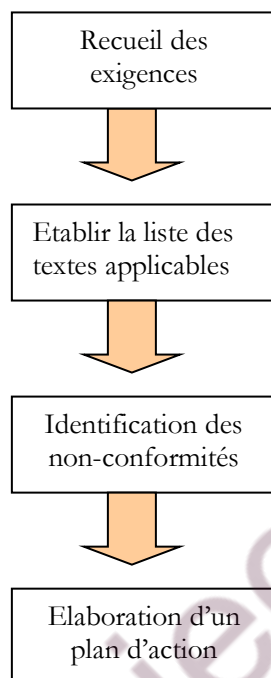 Recueil des
exigences
Etablir la liste des
textes applicables
Identification des
non-conformités
Elaboration d'un
plan d'action